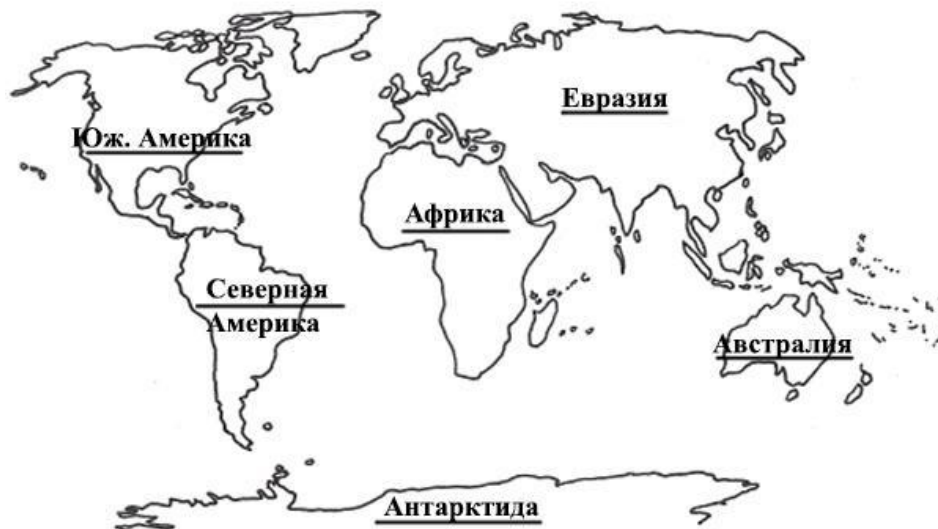 Евразия
Юж. Америка
Африка
Северная
Америка
Австралия
Антарктида